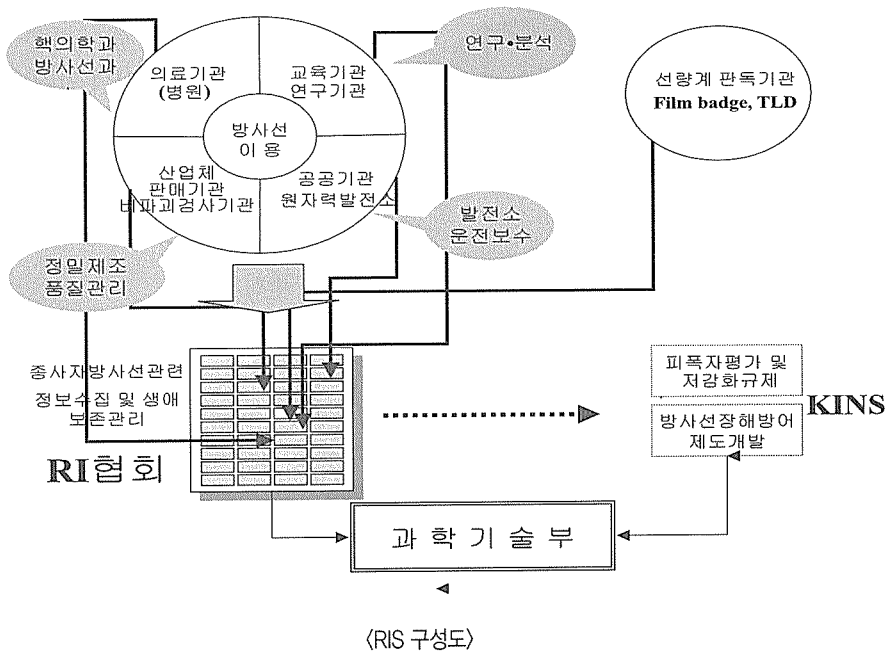 핵의학과
방사선과
의료기관
(병원)
교육기관
연구기관
연구•분석
선량계 판독기관
Film badge, TLD
방사선
이 용
산업체
판매기관
비파괴검사기관
공공기관
원자력발전소
발전소
운전보수
정밀제조
품질관리
종사자방사선관련
정보수집 및 생애
보존관리
RI협회
피폭자평가 및
저감화규제
방사선장해방어
제도개발
KINS
과 학 기 술 부
〈RIS 구성도〉